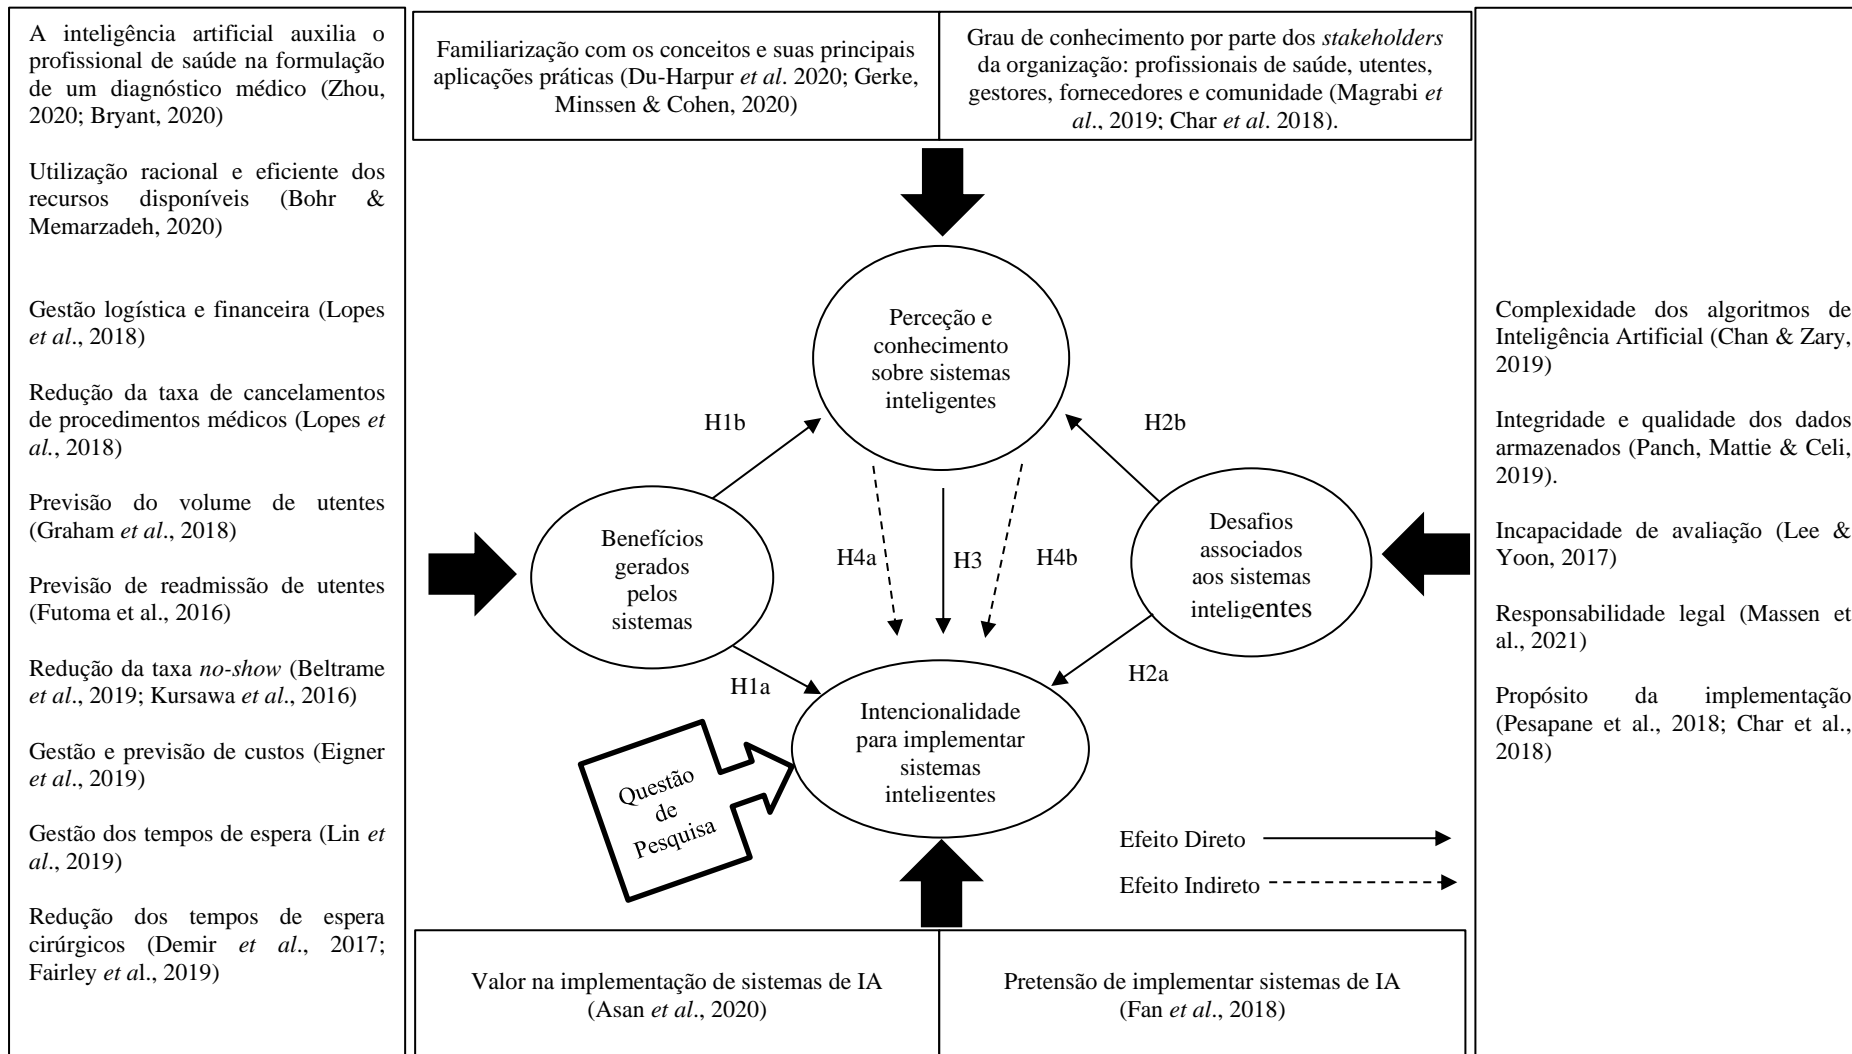 A inteligência artificial auxilia o
profissional de saúde na formulação
de um diagnóstico médico (Zhou,
2020; Bryant, 2020)
Utilização racional e eficiente dos
recursos disponíveis (Bohr &
Memarzadeh, 2020)
Gestão logística e financeira (Lopes
et al., 2018)
Redução da taxa de cancelamentos
de procedimentos médicos (Lopes et
al., 2018)
Previsão do volume de utentes
(Graham et al., 2018)
Previsão de readmissão de utentes
(Futoma et al., 2016)
Redução da taxa no-show (Beltrame
et al., 2019; Kursawa et al., 2016)
Gestão e previsão de custos (Eigner
et al., 2019)
Gestão dos tempos de espera (Lin et
al., 2019)
Redução dos tempos de espera
cirúrgicos (Demir et al., 2017;
Fairley et al., 2019)
Familiarização com os conceitos e suas principais
aplicações práticas (Du-Harpur et al. 2020; Gerke,
Minssen & Cohen, 2020)
Grau de conhecimento por parte dos stakeholders
da organização: profissionais de saúde, utentes,
gestores, fornecedores e comunidade (Magrabi et
al., 2019; Char et al. 2018).
Perceção e
conhecimento
sobre sistemas
inteligentes
H1b
H2b
Benefícios
gerados
pelos
sistemas
H4a
H3
H4b
Desafios
associados
aos sistemas
inteligentes
H1a
H2a
Intencionalidade
para implementar
sistemas
inteligentes
Questão
de
Pesquisa
Efeito Direto
Efeito Indireto
Valor na implementação de sistemas de IA
(Asan et al., 2020)
Pretensão de implementar sistemas de IA
(Fan et al., 2018)
Complexidade dos algoritmos de
Inteligência Artificial (Chan & Zary,
2019)
Integridade e qualidade dos dados
armazenados (Panch, Mattie & Celi,
2019).
Incapacidade de avaliação (Lee &
Yoon, 2017)
Responsabilidade legal (Massen et
al., 2021)
Propósito da implementação
(Pesapane et al., 2018; Char et al.,
2018)